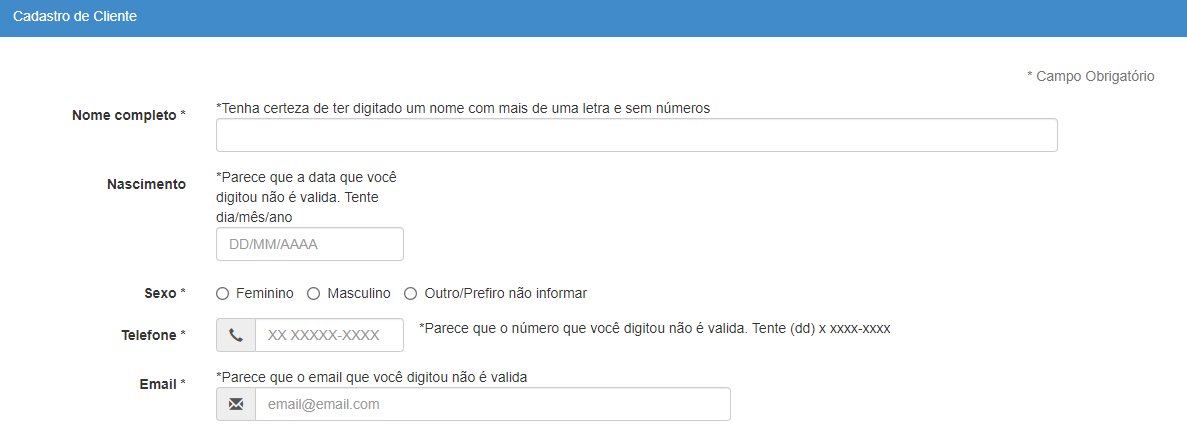 Cadastro de Cliente
* Campo Obrigatório
Nome completo *
*Tenha certeza de ter digitado um nome com mais de uma letra e sem números
Nascimento
*Parece que a data que você
digitou não é valida. Tente
dia/mês/ano
DD/MM/AAAA
Sexo *
Feminino
Masculino
Outro/Prefiro não informar
Telefone *
XX XXXXX-XXXX
*Parece que o número que você digitou não é valida. Tente (dd) x xxxx-xxxx
Email *
*Parece que o email que você digitou não é valida
email@email.com